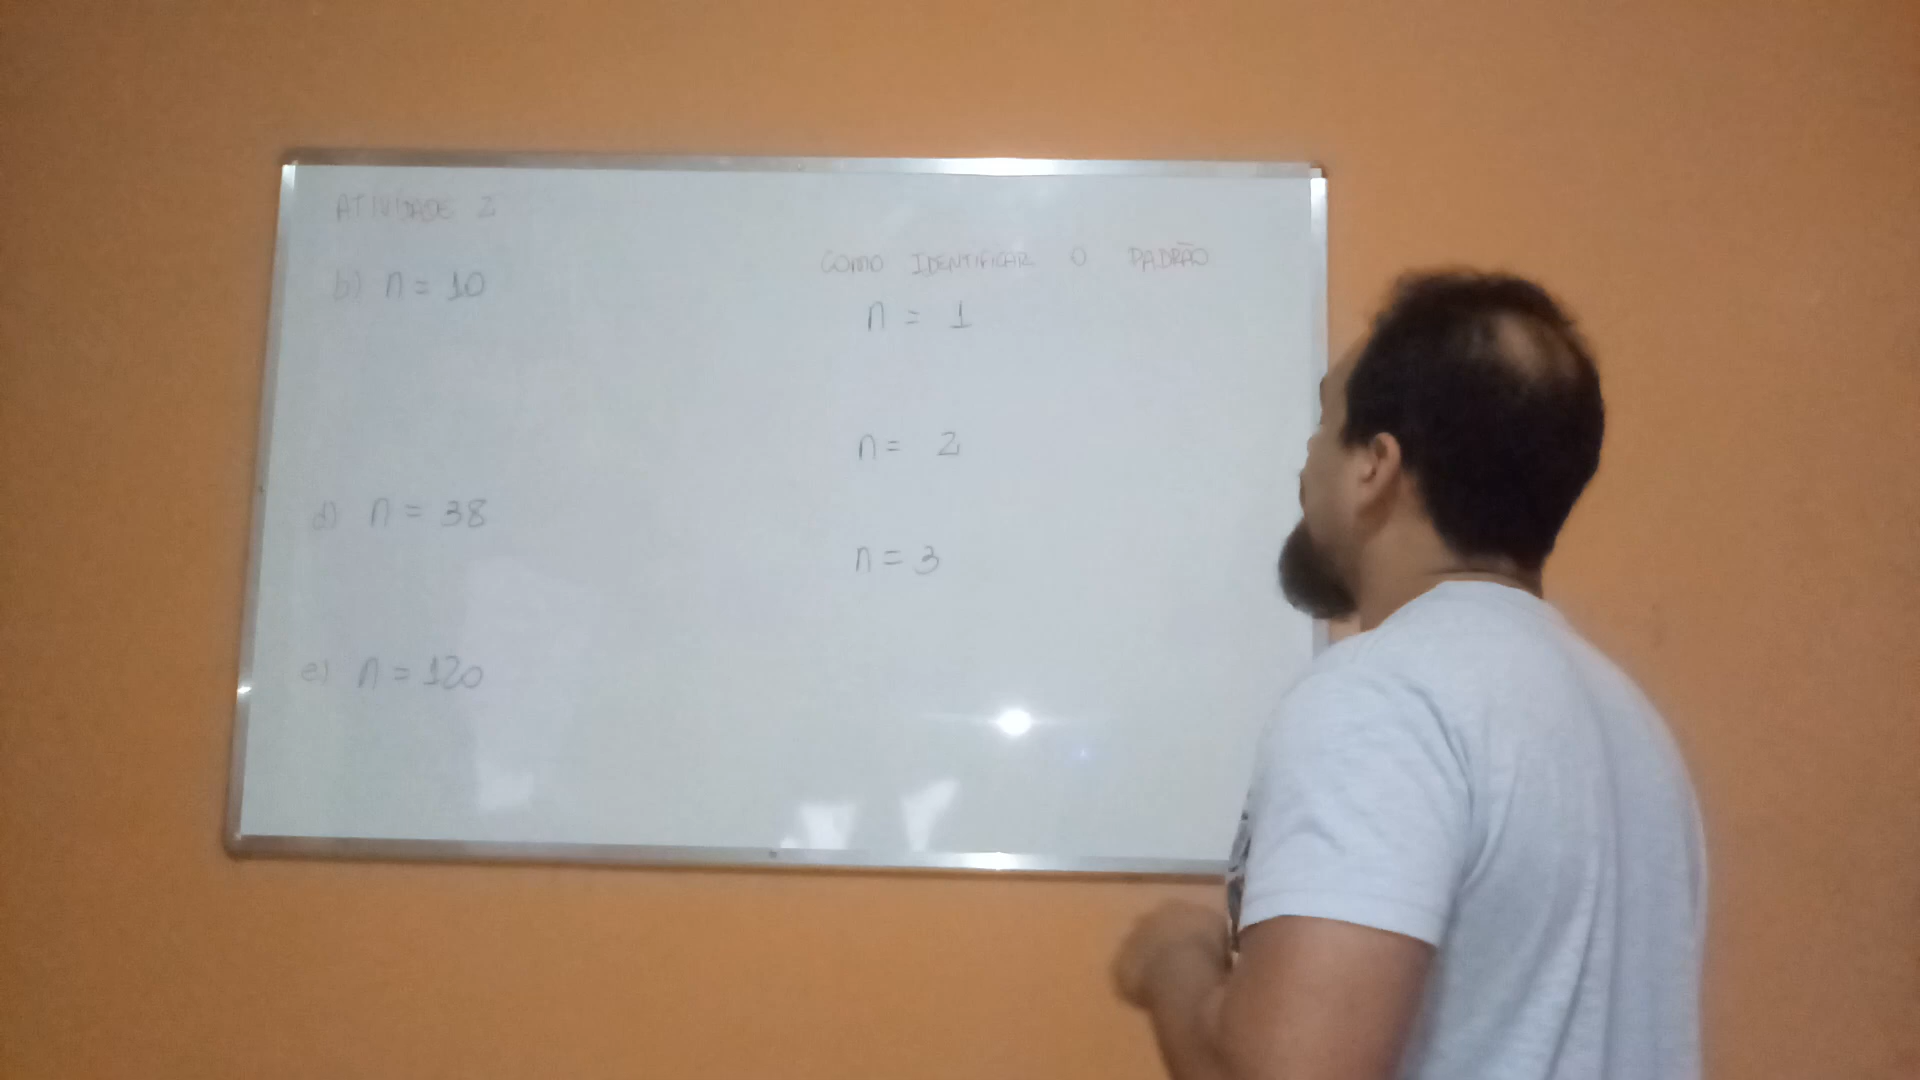 ATIVIDADE 2
b) n = 10
d) n = 38
e) n = 120
COMO IDENTIFICAR O PADRÃO
n = 1
n = 2
n = 3